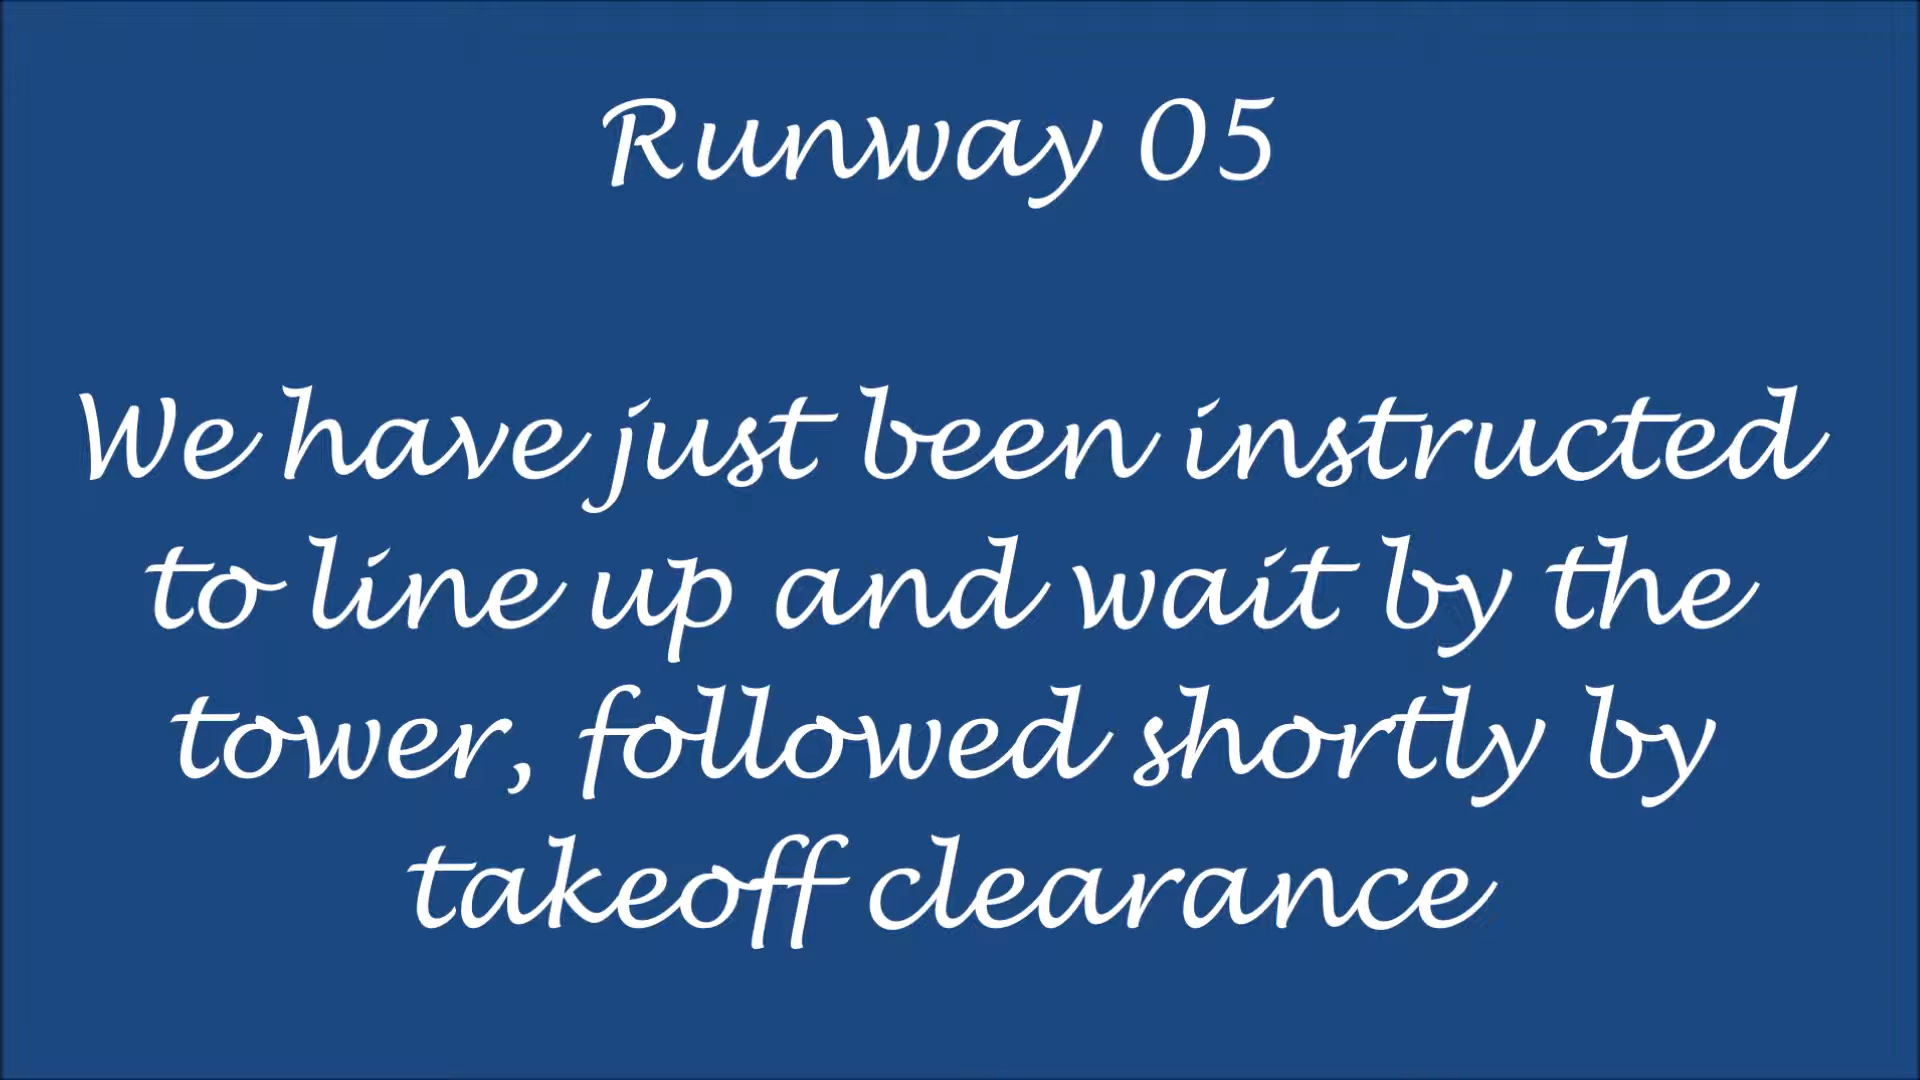 Runway 05
We have just been instructed
to line up and wait by the
tower, followed shortly by
takeoff clearance